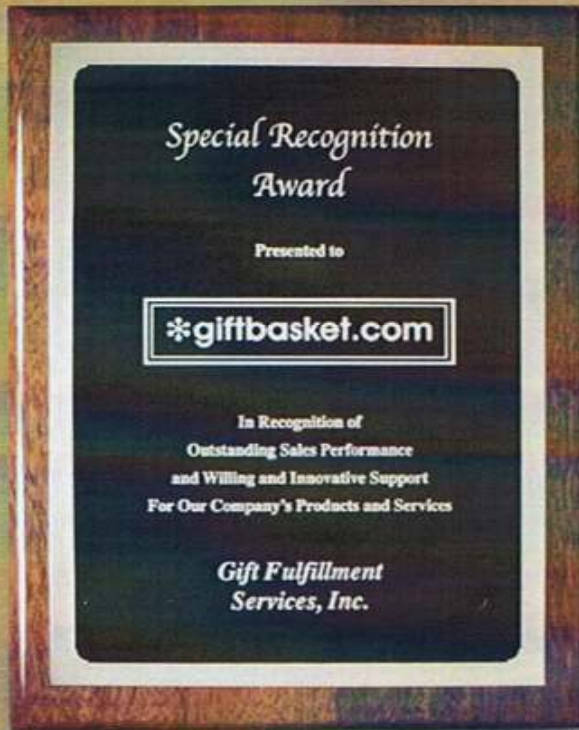 Special Recognition
Award
Presented to
*giftbasket.com
In Recognition of
Outstanding Sales Performance
and Willing and Innovative Support
For Our Company's Products and Services
Gift Fulfillment
Services, Inc.